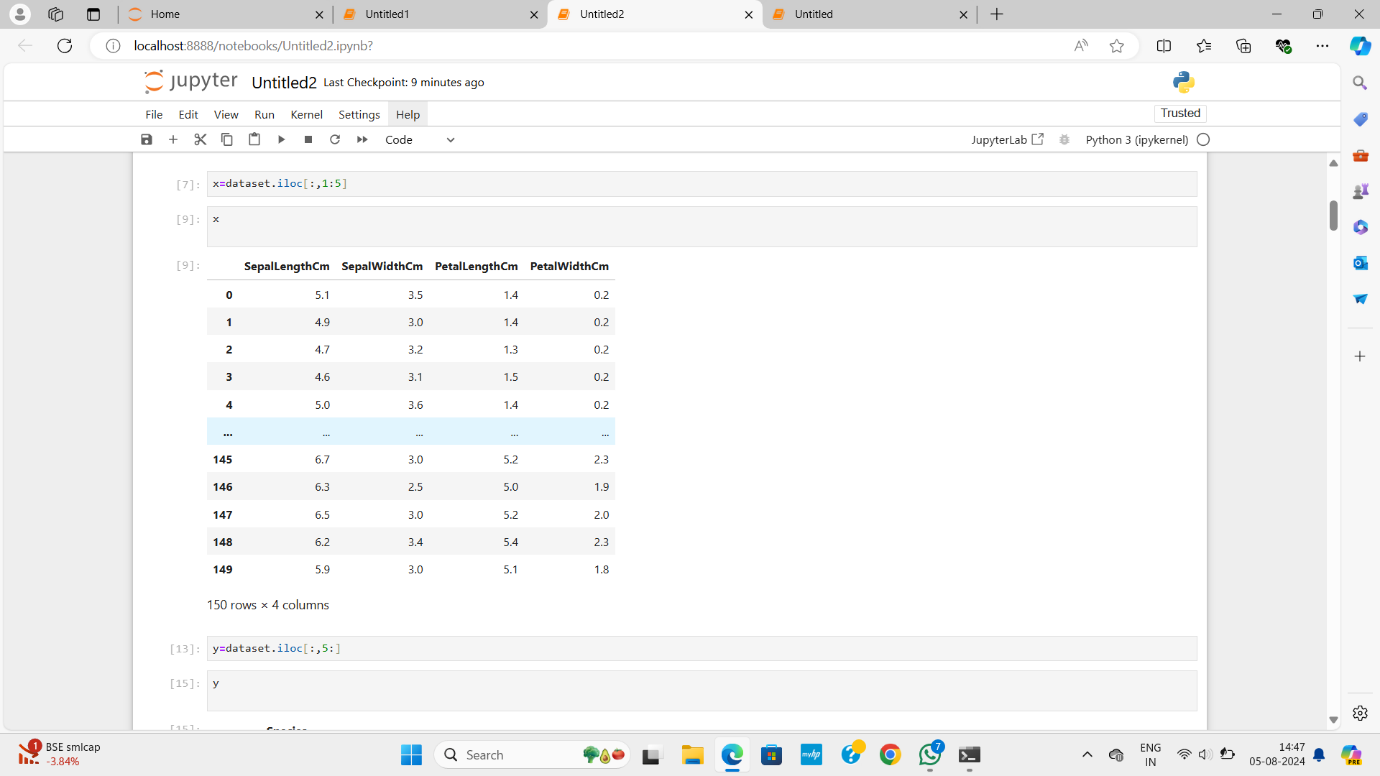 Home
Untitled1
Untitled2
Untitled
localhost:8888/notebooks/Untitled2.ipynb?
jupyter Untitled2 Last Checkpoint: 9 minutes ago
File Edit View Run Kernel Settings Help
Trusted
Code
JupyterLab
Python 3 (ipykernel)
[7]: x=dataset.iloc[:,1:5]
[9]: x
[9]: SepalLengthCm SepalWidthCm PetalLengthCm PetalWidthCm
0 5.1 3.5 1.4 0.2
1 4.9 3.0 1.4 0.2
2 4.7 3.2 1.3 0.2
3 4.6 3.1 1.5 0.2
4 5.0 3.6 1.4 0.2
... ... ... ... ...
145 6.7 3.0 5.2 2.3
146 6.3 2.5 5.0 1.9
147 6.5 3.0 5.2 2.0
148 6.2 3.4 5.4 2.3
149 5.9 3.0 5.1 1.8
150 rows × 4 columns
[13]: y=dataset.iloc[:,5:]
[15]: y
[15]: Species
1
BSE smlcap
-3.84%
Search
myhp
7
ENG
IN
14:47
05-08-2024
PRE